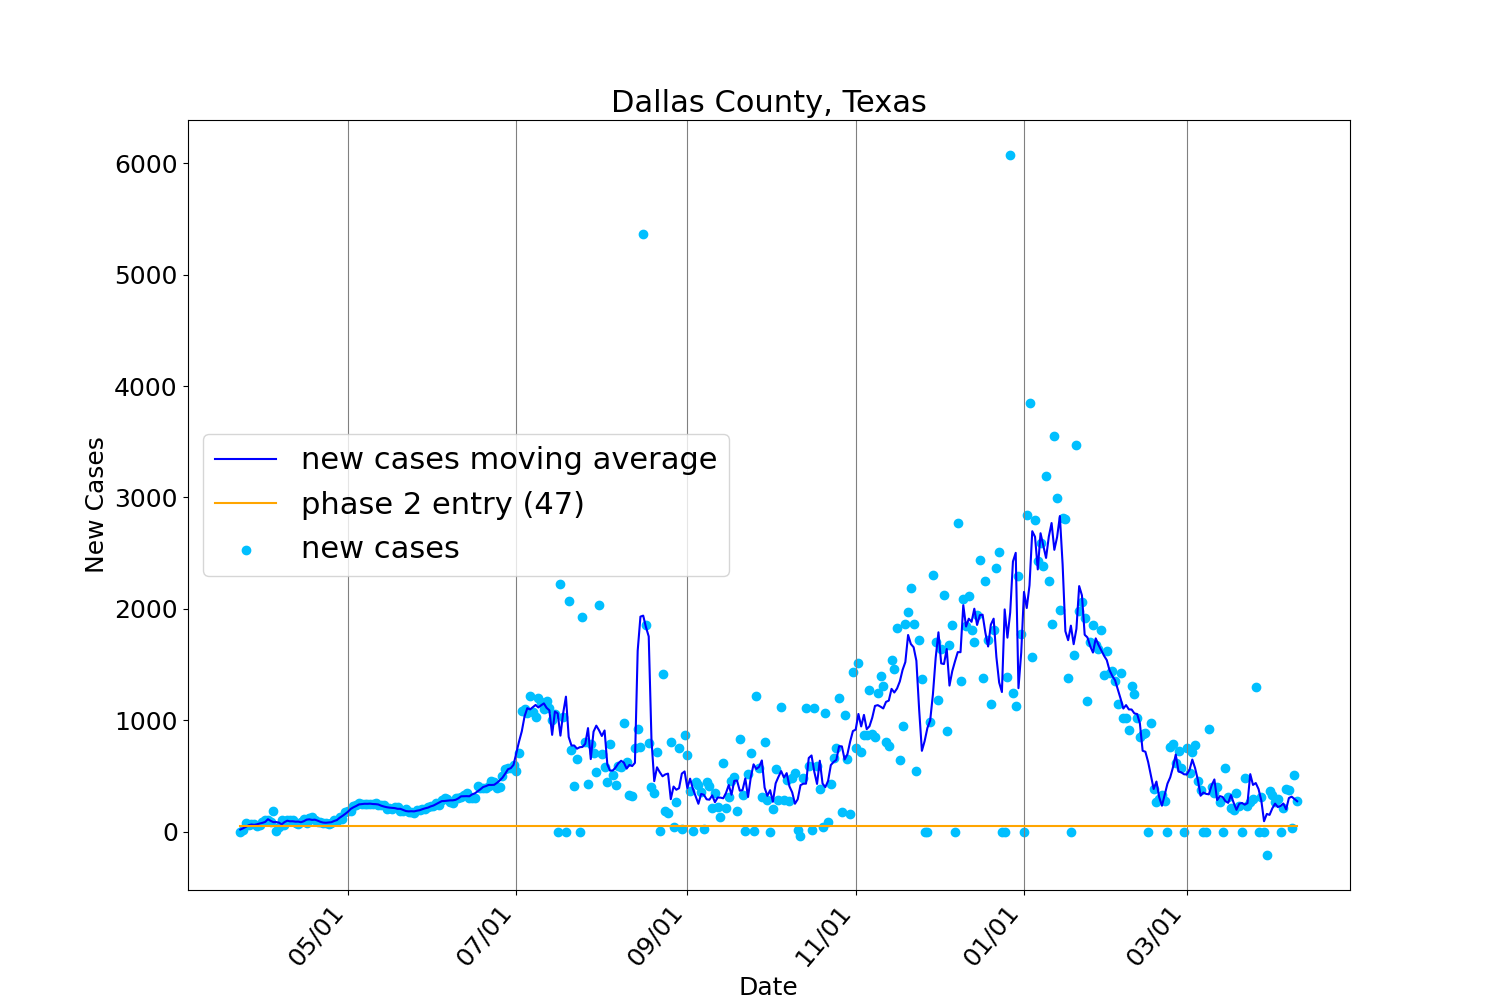 Dallas County, Texas
6000
5000
4000
3000
2000
1000
0
New Cases
new cases moving average
phase 2 entry (47)
new cases
05/01
07/01
09/01
11/01
01/01
03/01
Date